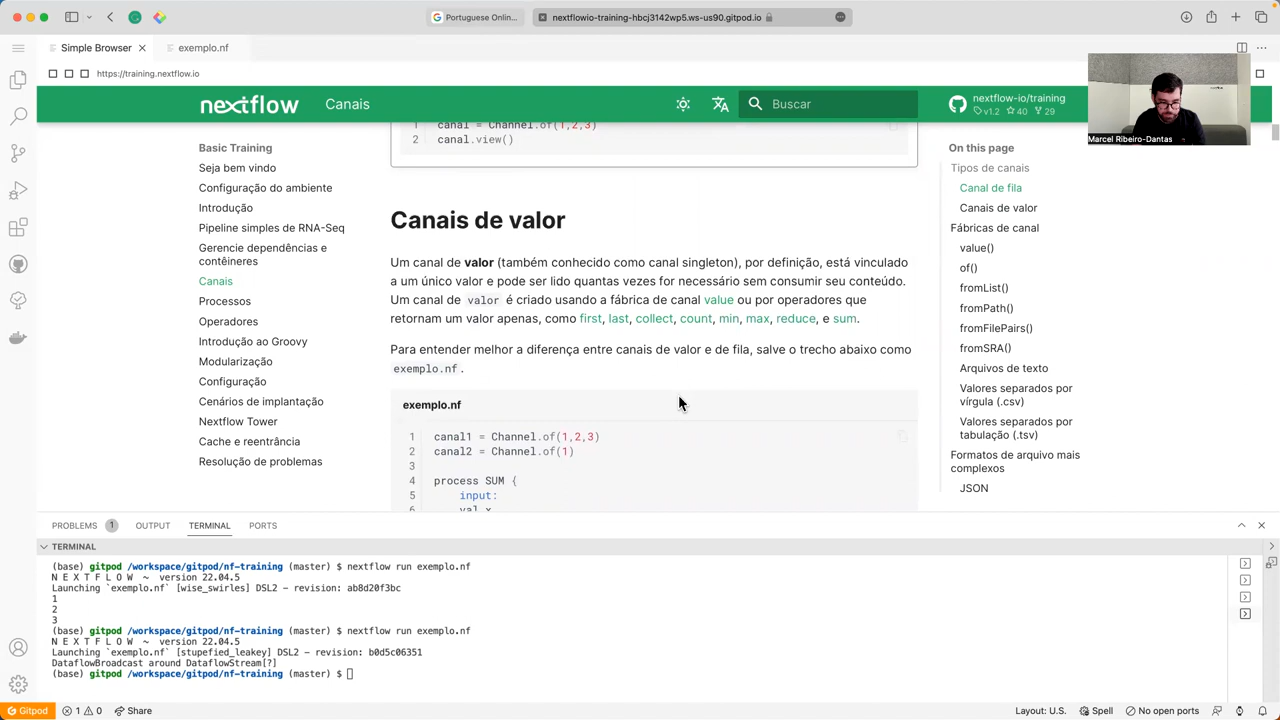 Portuguese Onlin...
nextflowio-training-hbcj3142wp5.ws-us90.gitpod.io
Simple Browser
exemplo.nf
https://training.nextflow.io
nextflow
Canais
Buscar
nextflow-io/training
v1.2 40 29
Marcel Ribeiro-Dantas
Basic Training
Seja bem vindo
Configuração do ambiente
Introdução
Pipeline simples de RNA-Seq
Gerencie dependências e
contêineres
Canais
Processos
Operadores
Introdução ao Groovy
Modularização
Configuração
Cenários de implantação
Nextflow Tower
Cache e reentrância
Resolução de problemas
1 canal = Channel.of(1,2,3)
2 canal.view()
Canais de valor
Um canal de valor (também conhecido como canal singleton), por definição, está vinculado
a um único valor e pode ser lido quantas vezes for necessário sem consumir seu conteúdo.
Um canal de valor é criado usando a fábrica de canal value ou por operadores que
retornam um valor apenas, como first, last, collect, count, min, max, reduce, e sum.
Para entender melhor a diferença entre canais de valor e de fila, salve o trecho abaixo como
exemplo.nf.
exemplo.nf
1 canal1 = Channel.of(1,2,3)
2 canal2 = Channel.of(1)
3
4 process SUM {
5 input:
6 val x
On this page
Tipos de canais
Canal de fila
Canais de valor
Fábricas de canal
value()
of()
fromList()
fromPath()
fromFilePairs()
fromSRA()
Arquivos de texto
Valores separados por
vírgula (.csv)
Valores separados por
tabulação (.tsv)
Formatos de arquivo mais
complexos
JSON
PROBLEMS 1 OUTPUT TERMINAL PORTS
TERMINAL
(base) gitpod /workspace/gitpod/nf-training (master) $ nextflow run exemplo.nf
N E X T F L O W ~ version 22.04.5
Launching `exemplo.nf` [wise_swirles] DSL2 - revision: ab8d20f3bc
1
2
3
(base) gitpod /workspace/gitpod/nf-training (master) $ nextflow run exemplo.nf
N E X T F L O W ~ version 22.04.5
Launching `exemplo.nf` [stupefied_leakey] DSL2 - revision: b0d5c06351
DataflowBroadcast around DataflowStream[?]
(base) gitpod /workspace/gitpod/nf-training (master) $
Gitpod 1 0 Share Layout: U.S. Spell No open ports